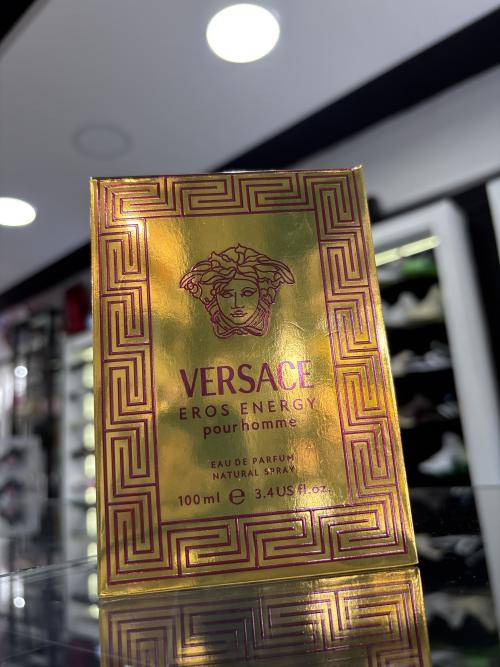 VERSACE
EROS ENERGY
pour homme
EAU DE PARFUM
NATURAL SPRAY
100 ml ℮ 3.4 US fl.oz.